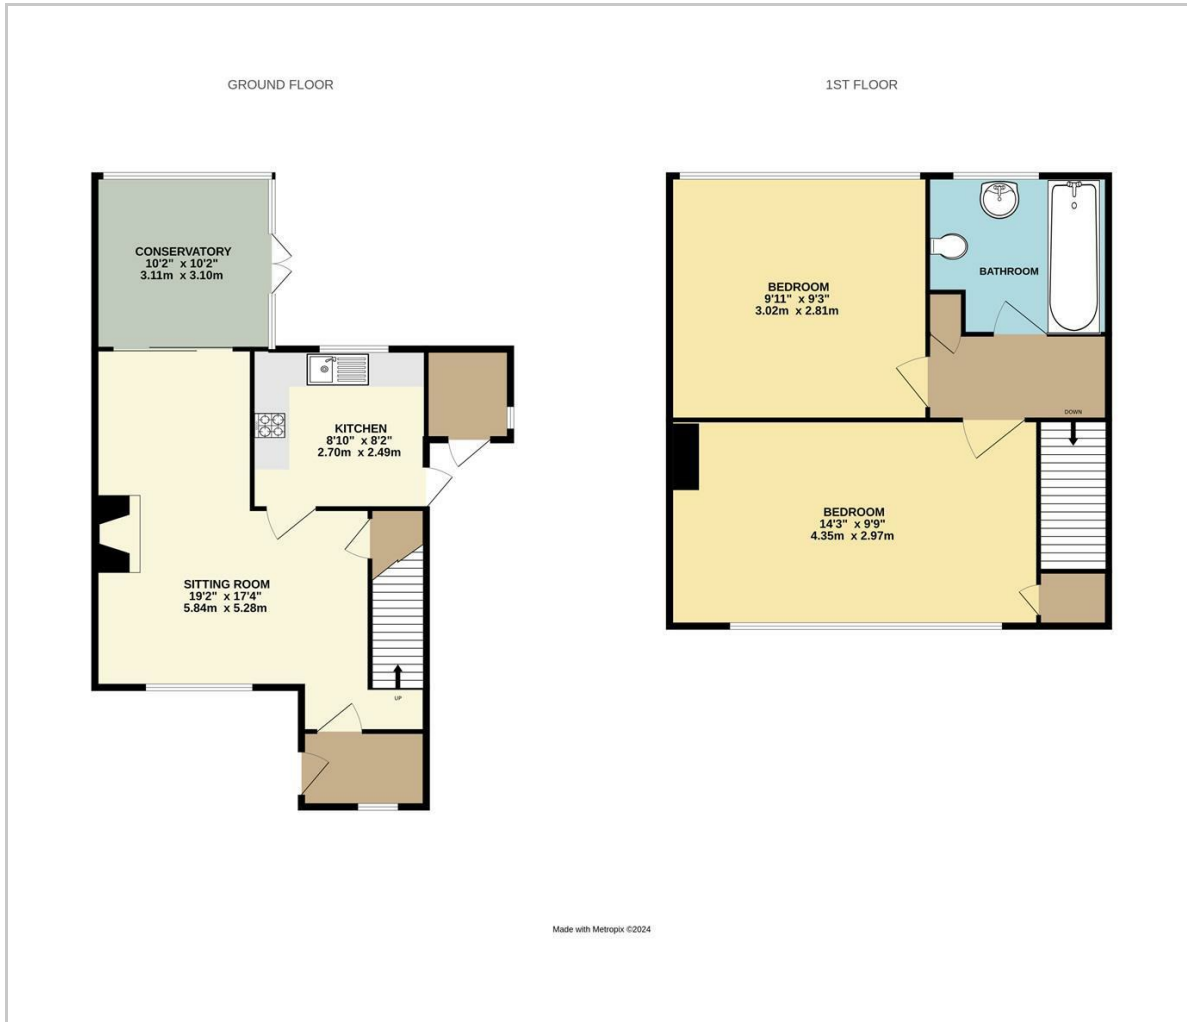 GROUND FLOOR
CONSERVATORY
10'2" x 10'2"
3.11m x 3.10m
KITCHEN
8'10" x 8'2"
2.70m x 2.49m
SITTING ROOM
19'2" x 17'4"
5.84m x 5.28m
UP
1ST FLOOR
BEDROOM
9'11" x 9'3"
3.02m x 2.81m
BATHROOM
DOWN
BEDROOM
14'3" x 9'9"
4.35m x 2.97m
Made with Metropix ©2024